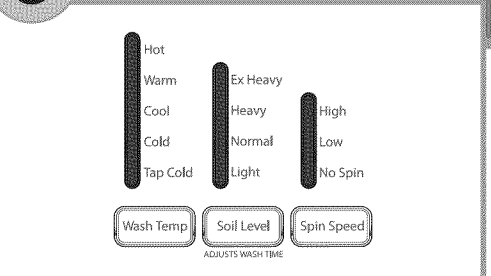 Hot
Warm
Ex Heavy
Cool
Heavy
High
Cold
Normal
Low
Tap Cold
Light
No Spin
Wash Temp
Soil Level
Spin Speed
ADJUSTS WASH TIME